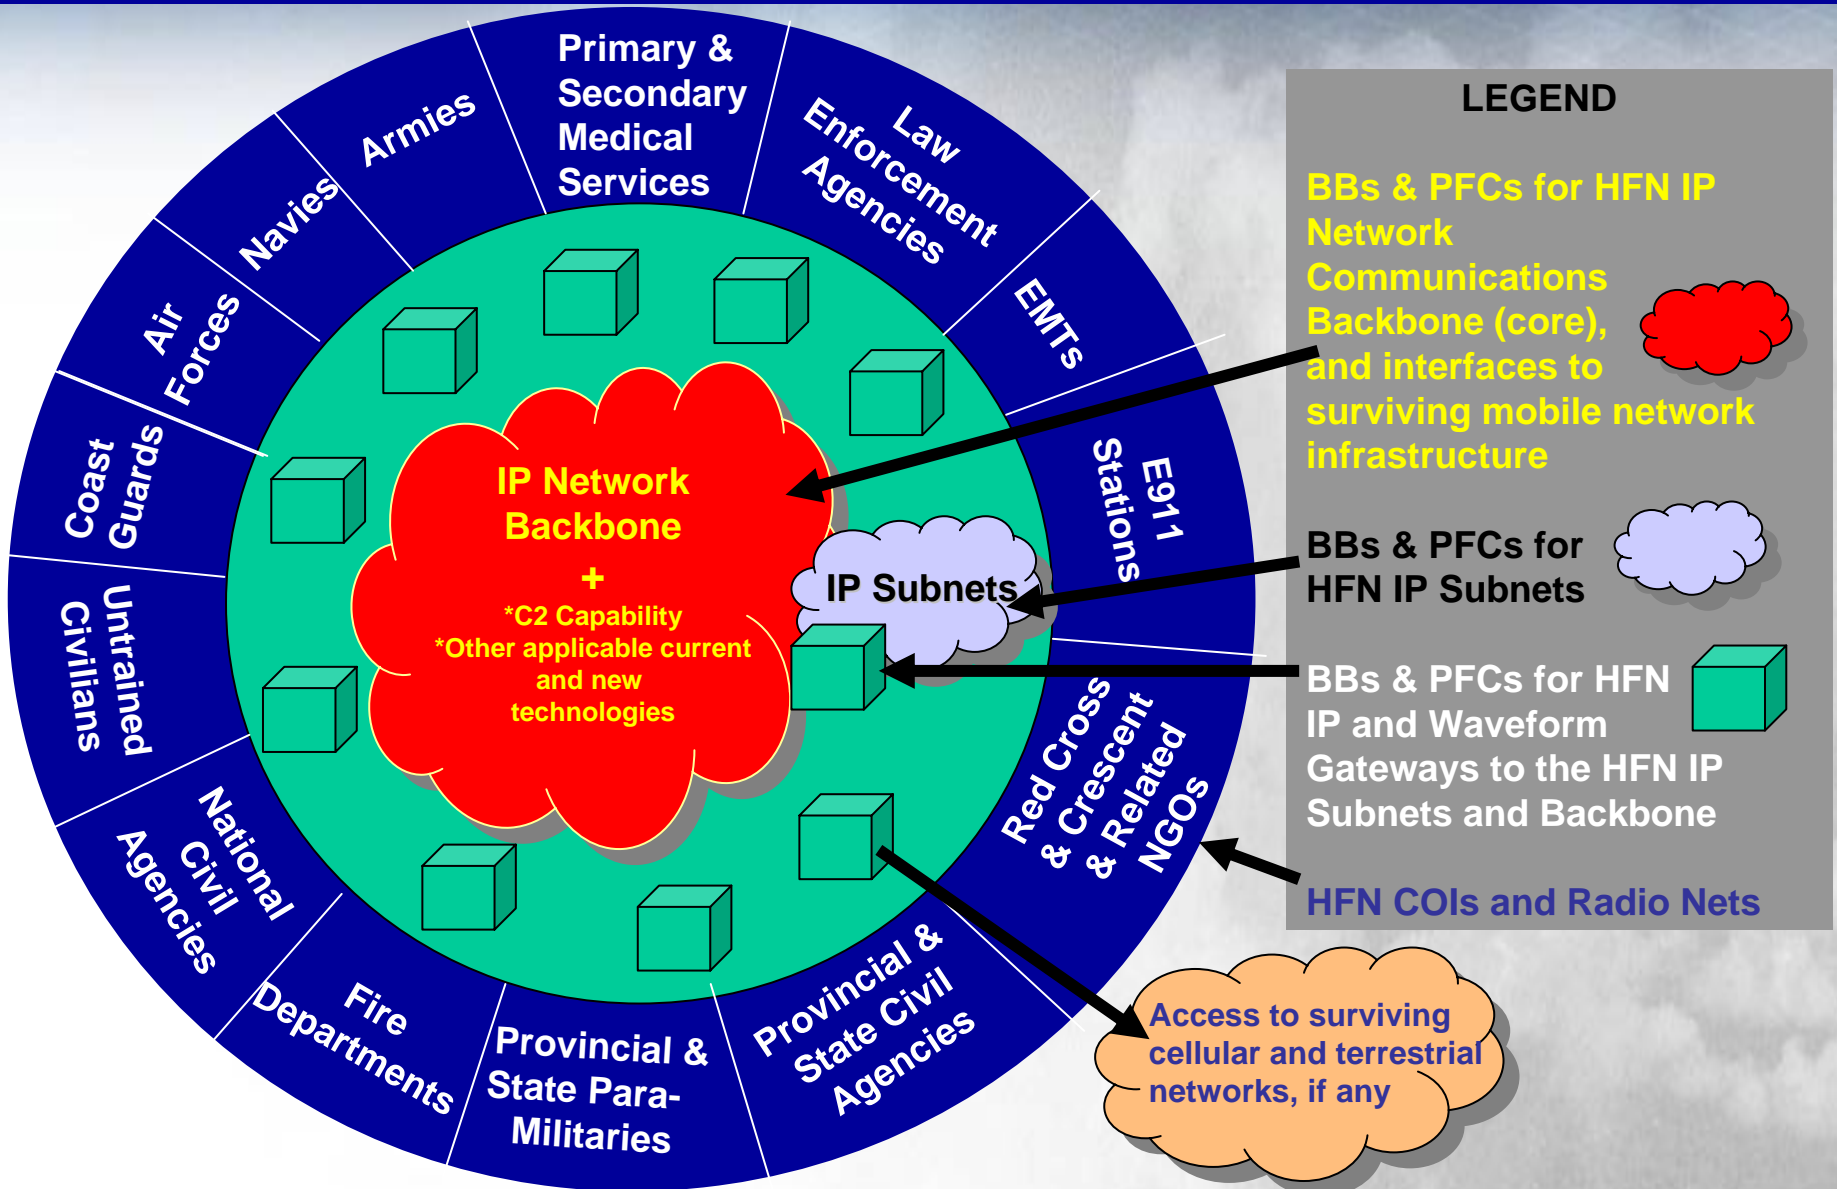 Primary &
Secondary
Medical
Services
Law
Enforcement
Agencies
EMTs
E911
Stations
Red Cross
& Crescent
& Related
NGOs
Provincial &
State Civil
Agencies
Provincial &
State Para-
Militaries
Fire
Departments
National
Civil
Agencies
Untrained
Civilians
Coast
Guards
Air
Forces
Navies
Armies
IP Network
Backbone
+
*C2 Capability
*Other applicable current
and new
technologies
IP Subnets
LEGEND
BBs & PFCs for HFN IP
Network
Communications
Backbone (core),
and interfaces to
surviving mobile network
infrastructure
BBs & PFCs for
HFN IP Subnets
BBs & PFCs for HFN
IP and Waveform
Gateways to the HFN IP
Subnets and Backbone
HFN COIs and Radio Nets
Access to surviving
cellular and terrestrial
networks, if any